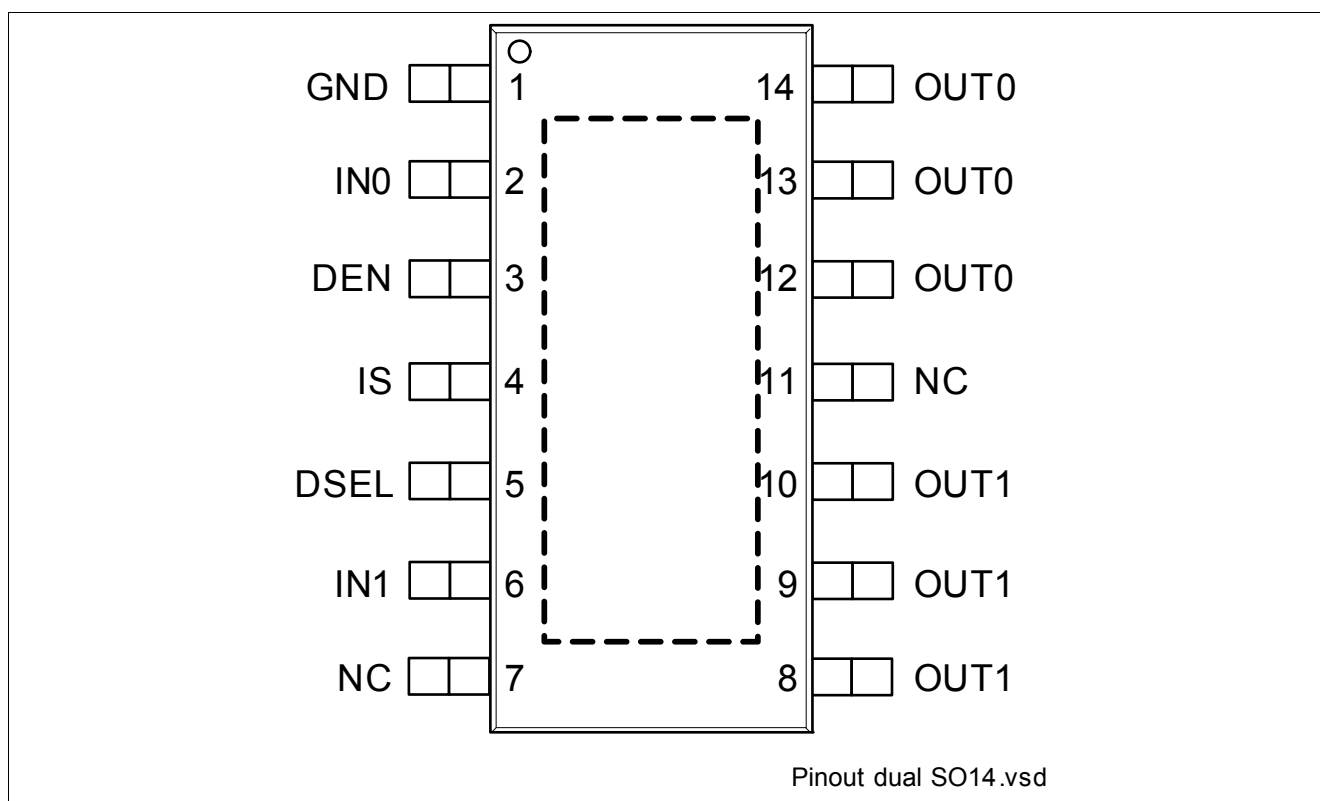 GND 1 14 OUT0
IN0 2 13 OUT0
DEN 3 12 OUT0
IS 4 11 NC
DSEL 5 10 OUT1
IN1 6 9 OUT1
NC 7 8 OUT1
Pinout dual SO14.vsd